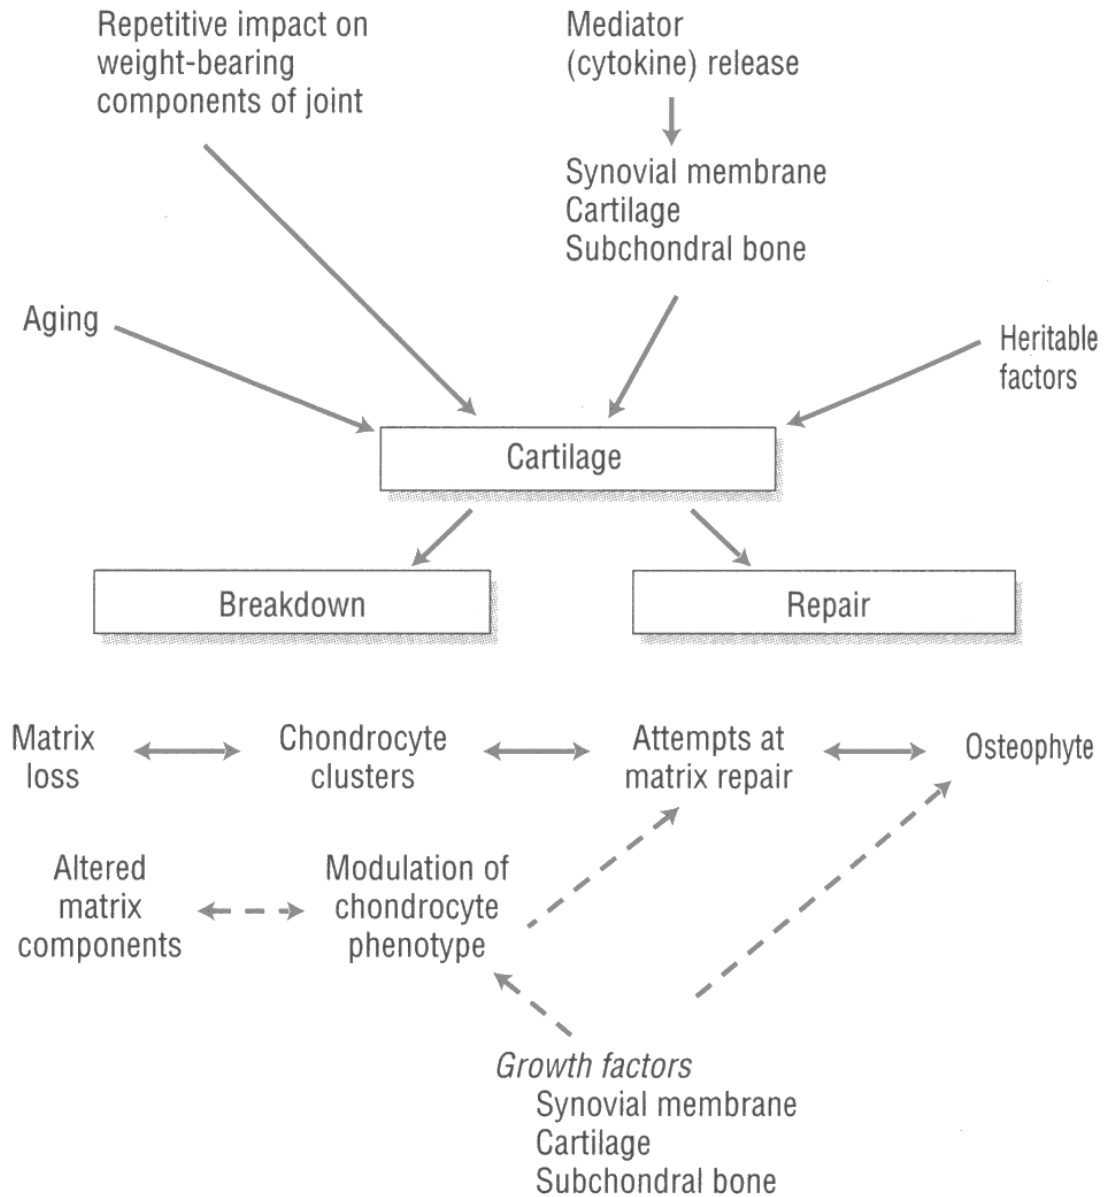 Repetitive impact on
weight-bearing
components of joint
Mediator
(cytokine) release
Synovial membrane
Cartilage
Subchondral bone
Aging
Heritable
factors
Cartilage
Breakdown
Repair
Matrix
loss
Chondrocyte
clusters
Attempts at
matrix repair
Osteophyte
Altered
matrix
components
Modulation of
chondrocyte
phenotype
Growth factors
Synovial membrane
Cartilage
Subchondral bone